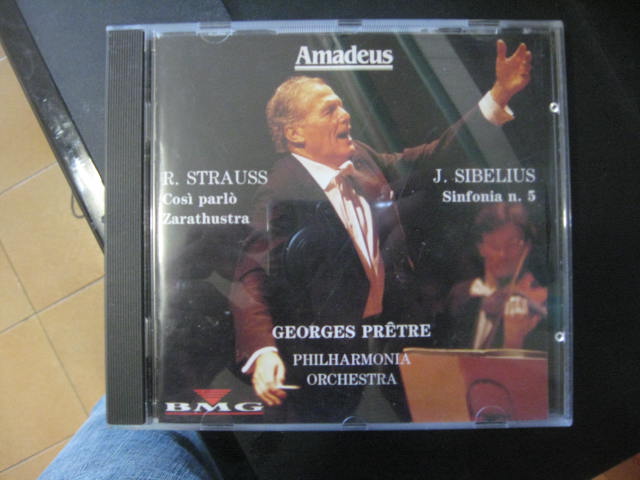 Amadeus
R. STRAUSS
Così parlò
Zarathustra
J. SIBELIUS
Sinfonia n. 5
GEORGES PRÊTRE
PHILHARMONIA
ORCHESTRA
BMG